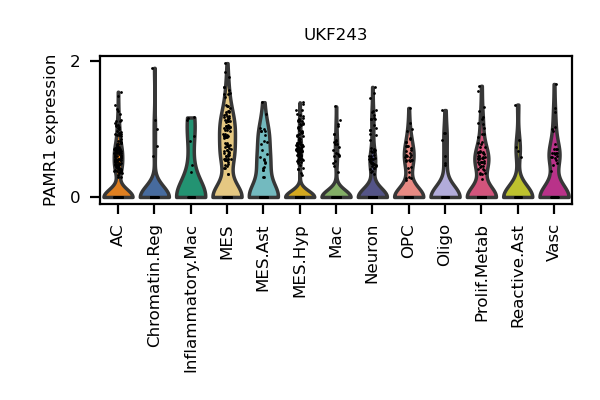 UKF243
PAMR1 expression
2
0
AC
Chromatin.Reg
Inflammatory.Mac
MES
MES.Ast
MES.Hyp
Mac
Neuron
OPC
Oligo
Prolif.Metab
Reactive.Ast
Vasc